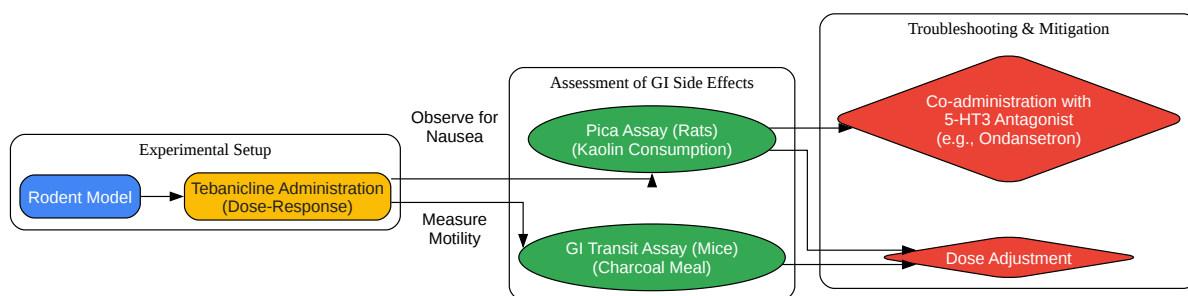 Experimental Setup
Rodent Model
Tebanicline Administration
(Dose-Response)
Observe for
Nausea
Measure
Motility
Assessment of GI Side Effects
Pica Assay (Rats)
(Kaolin Consumption)
GI Transit Assay (Mice)
(Charcoal Meal)
Troubleshooting & Mitigation
Co-administration with
5-HT3 Antagonist
(e.g., Ondansetron)
Dose Adjustment